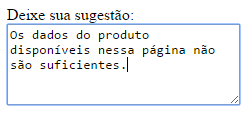 Deixe sua sugestão:
Os dados do produto
disponíveis nessa página não
são suficientes.